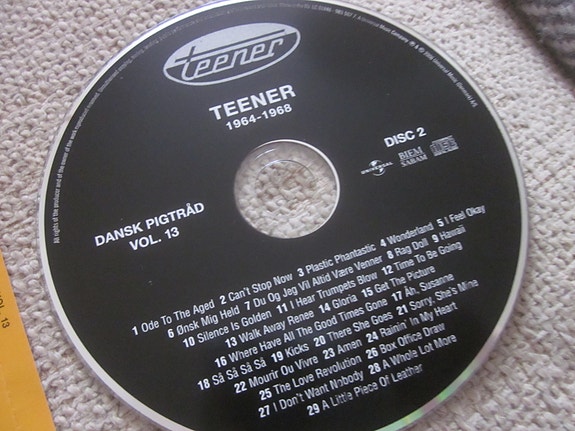 teener
TEENER
1964-1968
DISC 2
UNIVERSAL
BIEM
SABAM
DANSK PIGTRÅD
VOL. 13
1 Ode To The Aged 2 Can't Stop Now 3 Plastic Phantastic 4 Wonderland 5 I Feel Okay
6 Ønsk Mig Held 7 Du Og Jeg Vil Altid Være Venner 8 Rag Doll 9 Hawaii
10 Silence Is Golden 11 I Hear Trumpets Blow 12 Time To Be Going
13 Walk Away Renee 14 Gloria 15 Get The Picture
16 Where Have All The Good Times Gone 17 Åh, Susanne
18 Så Så Så Så 19 Kicks 20 There She Goes 21 Sorry, She's Mine
22 Mourir Ou Vivre 23 Amen 24 Rainin' In My Heart
25 The Love Revolution 26 Box Office Draw
27 I Don't Want Nobody 28 A Whole Lot More
29 A Little Piece Of Leather
VOL. 13